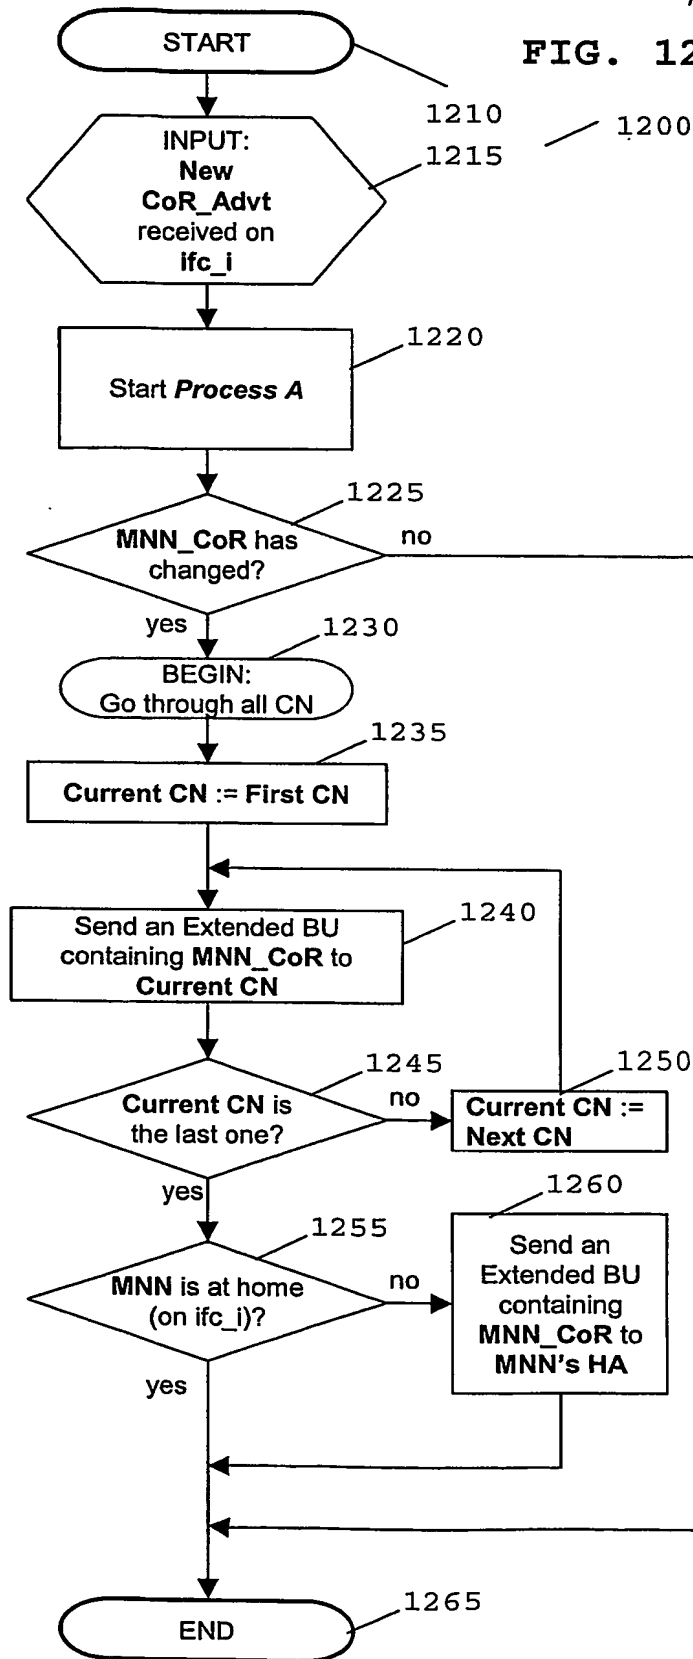 START
FIG. 12
1210
1200
INPUT:
New
CoR_Advt
received on
ifc_i
1215
1220
Start Process A
1225
MNN_CoR has
changed?
no
yes
1230
BEGIN:
Go through all CN
1235
Current CN := First CN
Send an Extended BU
containing MNN_CoR to
Current CN
1240
1245
Current CN is
the last one?
no
1250
Current CN :=
Next CN
yes
1255
MNN is at home
(on ifc_i)?
no
1260
Send an
Extended BU
containing
MNN_CoR to
MNN's HA
yes
END
1265